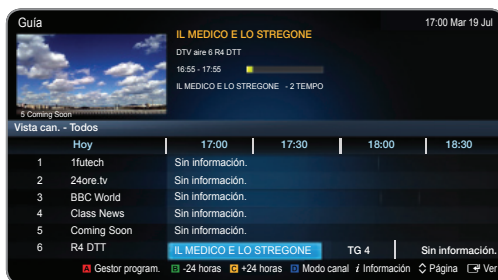 Guía
17:00 Mar 19 Jul
IL MEDICO E LO STREGONE
DTV aire 6 R4 DTT
16:55 - 17:55
IL MEDICO E LO STREGONE - 2 TEMPO
5 Coming Soon
Vista can. - Todos
Hoy 17:00 17:30 18:00 18:30
1 1futech Sin información.
2 24ore.tv Sin información.
3 BBC World Sin información.
4 Class News Sin información.
5 Coming Soon Sin información.
6 R4 DTT IL MEDICO E LO STREGONE TG 4 Sin información.
A Gestor program. B -24 horas C +24 horas D Modo canal i Información Página Ver